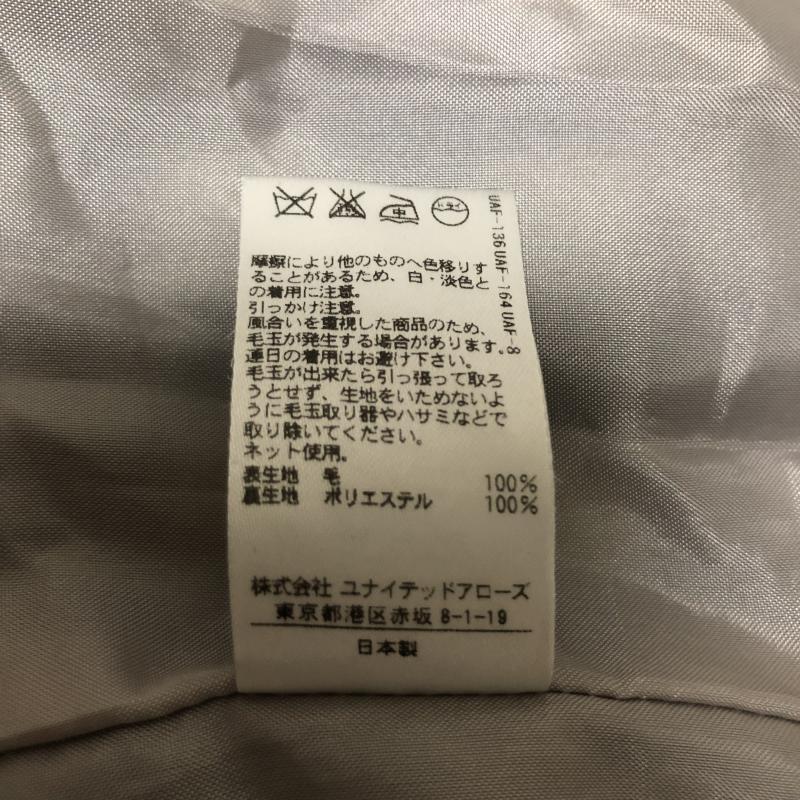 中
ドライ
UAF-136 UAF-164 UAF-8
摩擦により他のものへ色移りす
ることがあるため、白・淡色と
の着用に注意。
引っかけ注意。
風合いを重視した商品のため、
毛玉が発生する場合があります。
連日の着用はお避け下さい。
毛玉が出来たら引っ張って取ろ
うとせず、生地をいためないよ
うに毛玉取り器やハサミなどで
取り除いてください。
ネット使用。
表生地 毛 100%
裏生地 ポリエステル 100%
株式会社 ユナイテッドアローズ
東京都港区赤坂 8-1-19
日本製